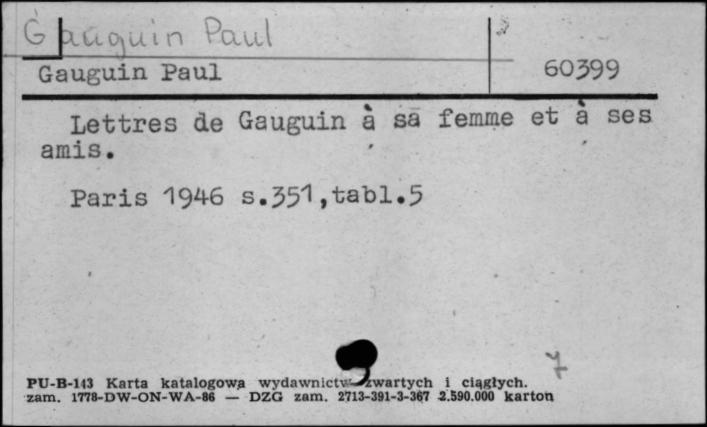 Gauguin Paul
Gauguin Paul 60399
Lettres de Gauguin à sa femme et à ses
amis.
Paris 1946 s.351,tabl.5
7
PU-B-143 Karta katalogowa wydawnictw zwartych i ciągłych.
zam. 1778-DW-ON-WA-86 — DZG zam. 2713-391-3-367 2.590.000 karton